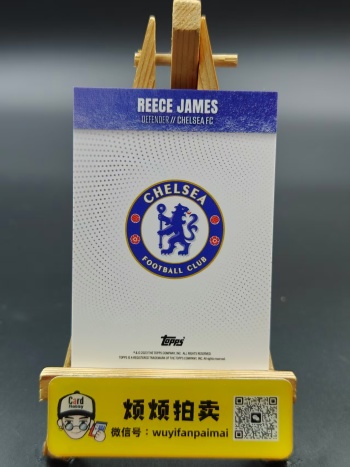 REECE JAMES
DEFENDER // CHELSEA FC
CHELSEA
FOOTBALL CLUB
Topps
Card
烦烦拍卖
微信号：wuyifanpaimai